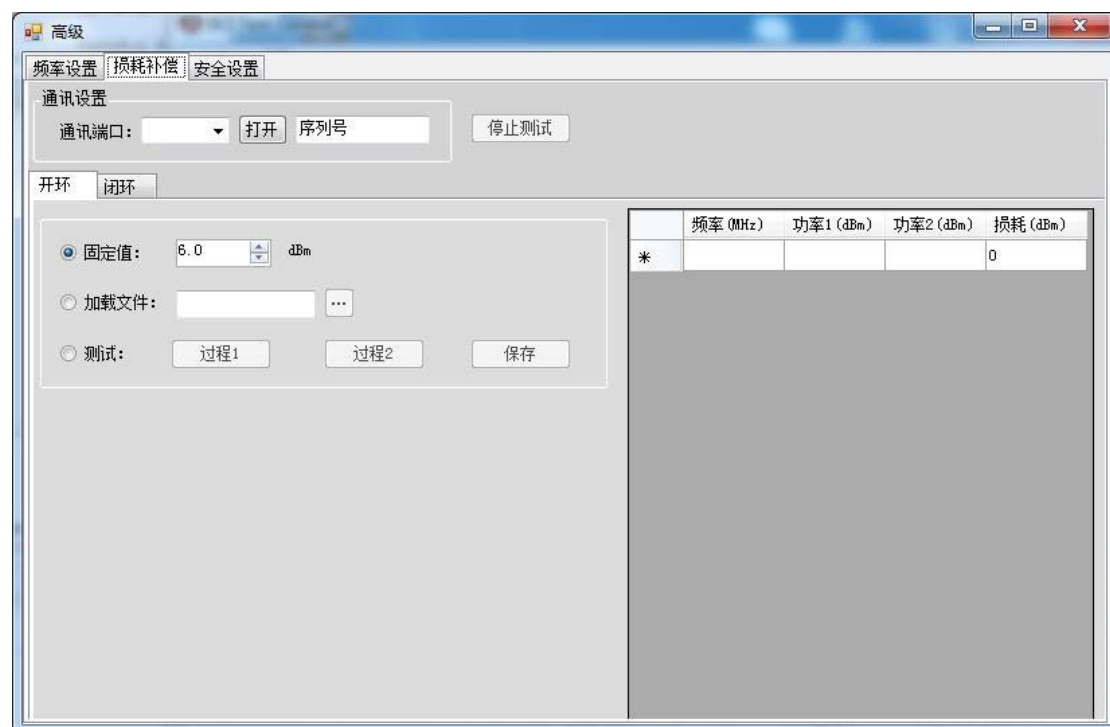 高级
频率设置 损耗补偿 安全设置
通讯设置
通讯端口： 打开 序列号 停止测试
开环 闭环
固定值： 6.0 dBm
加载文件： ...
测试： 过程1 过程2 保存
频率(MHz) 功率1(dBm) 功率2(dBm) 损耗(dBm)
* 0